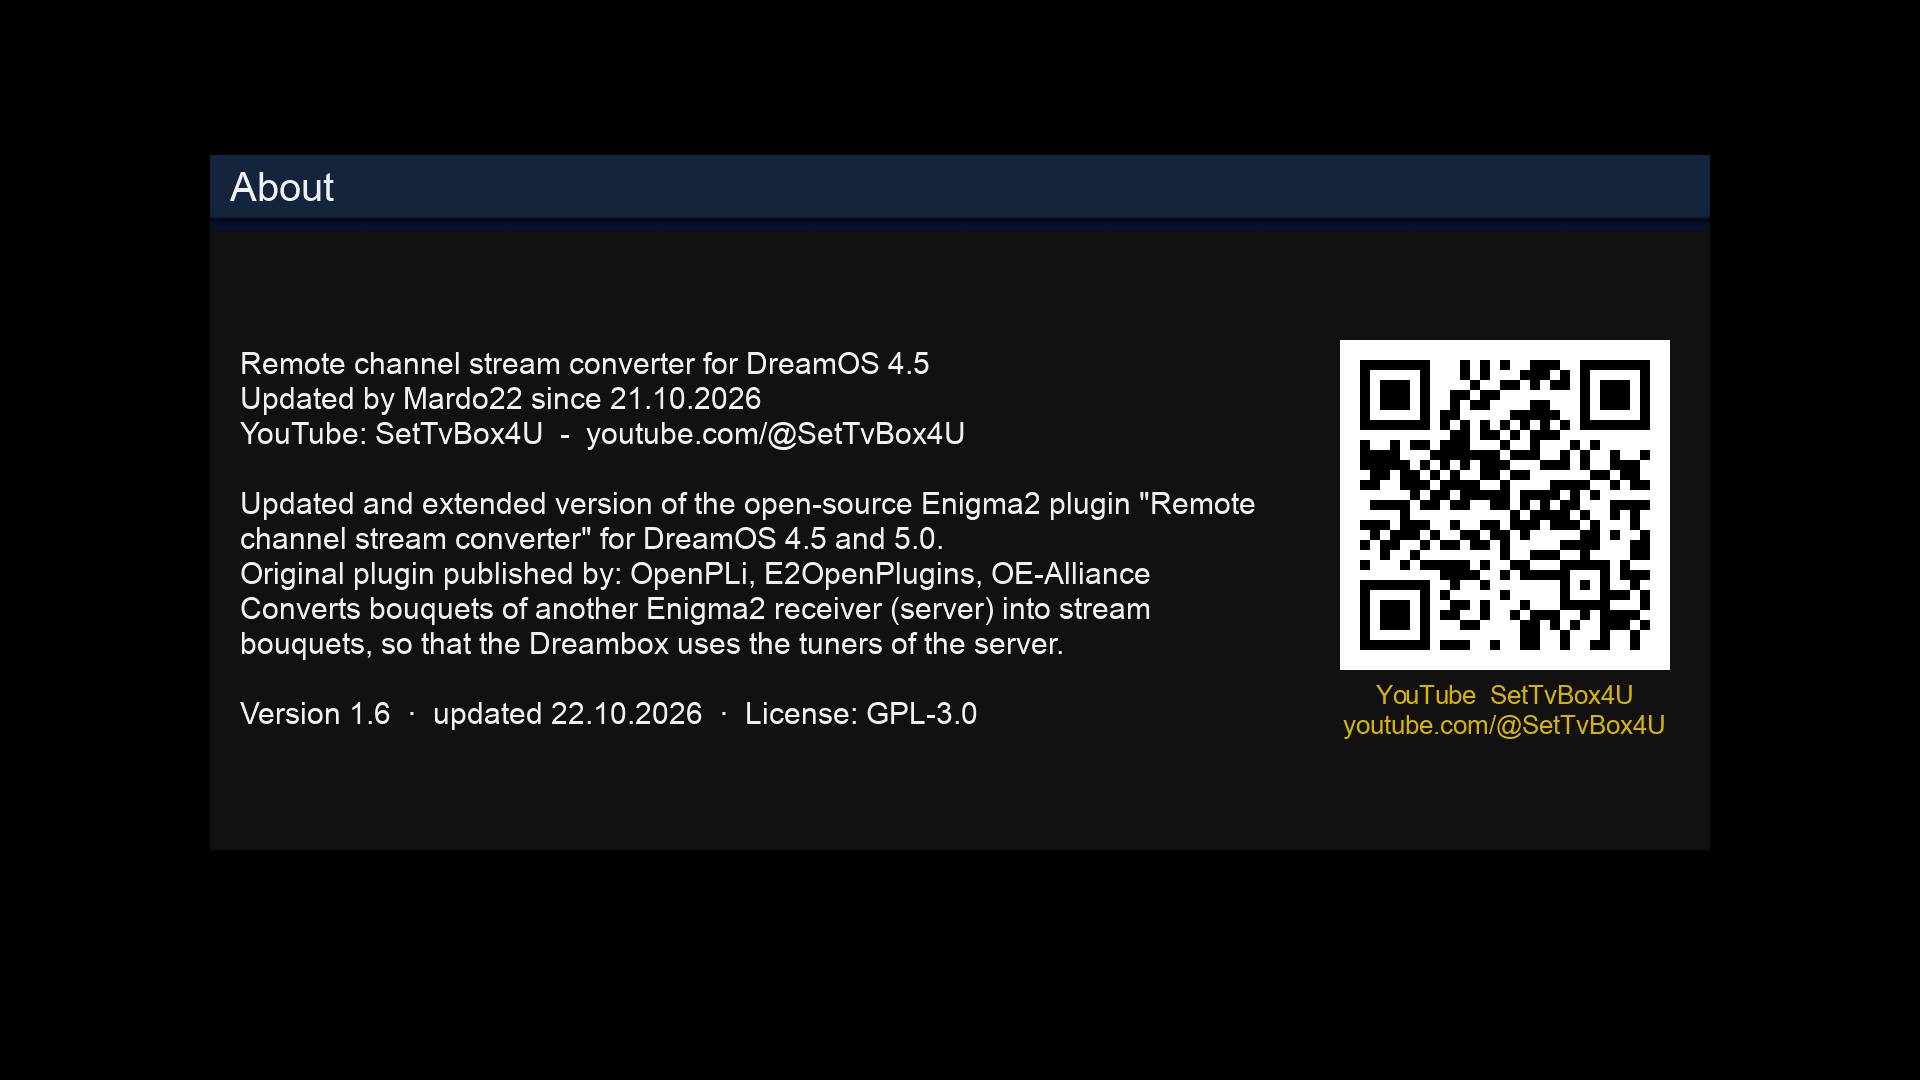 About
Remote channel stream converter for DreamOS 4.5
Updated by Mardo22 since 21.10.2026
YouTube: SetTvBox4U  -  youtube.com/@SetTvBox4U
Updated and extended version of the open-source Enigma2 plugin "Remote
channel stream converter" for DreamOS 4.5 and 5.0.
Original plugin published by: OpenPLi, E2OpenPlugins, OE-Alliance
Converts bouquets of another Enigma2 receiver (server) into stream
bouquets, so that the Dreambox uses the tuners of the server.
Version 1.6  ·  updated 22.10.2026  ·  License: GPL-3.0
YouTube  SetTvBox4U
youtube.com/@SetTvBox4U